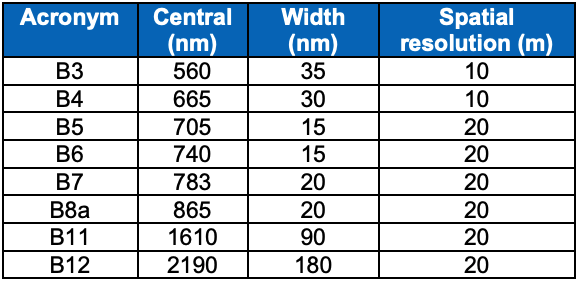 Acronym Central (nm) Width (nm) Spatial resolution (m)
B3 560 35 10
B4 665 30 10
B5 705 15 20
B6 740 15 20
B7 783 20 20
B8a 865 20 20
B11 1610 90 20
B12 2190 180 20